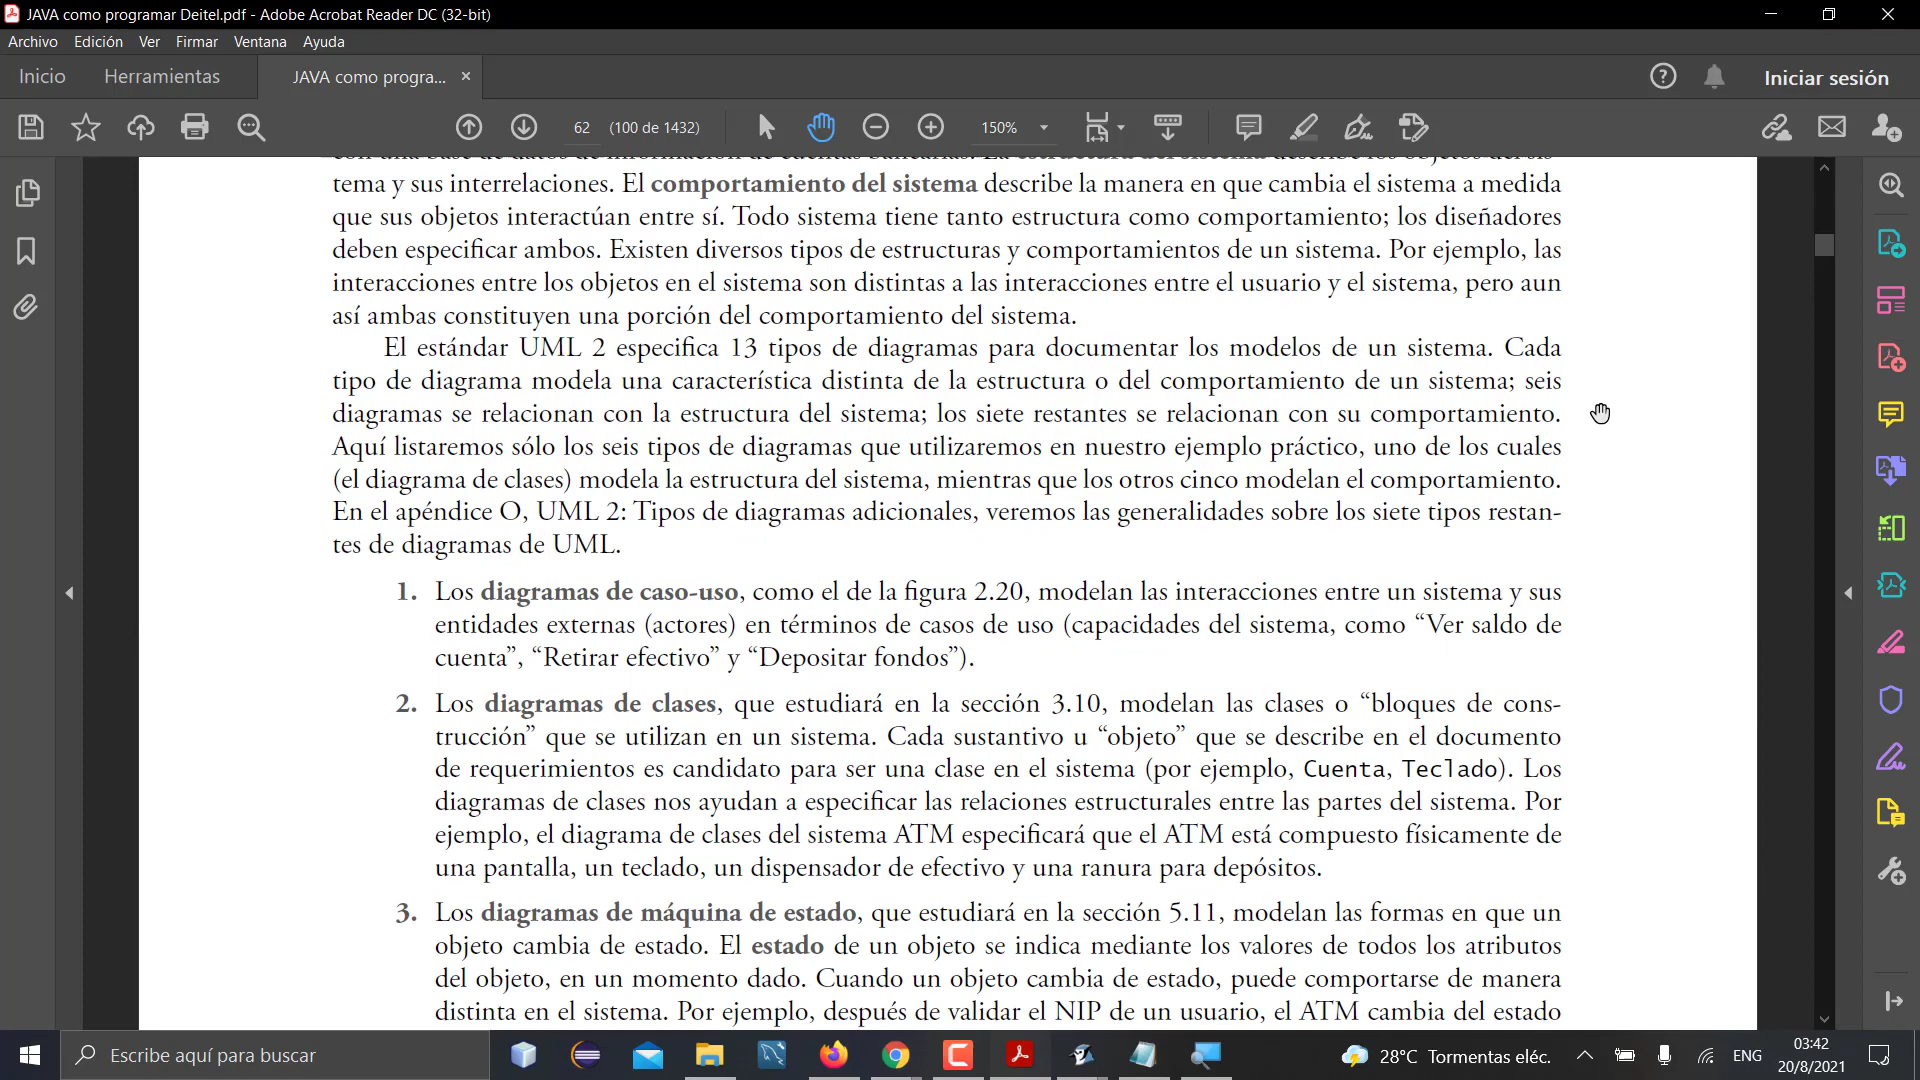 JAVA como programar Deitel.pdf - Adobe Acrobat Reader DC (32-bit)
Archivo Edición Ver Firmar Ventana Ayuda
Inicio Herramientas JAVA como progra... × Iniciar sesión
62 (100 de 1432) 150%
con una base de datos de información de cuentas bancarias. La estructura del sistema describe los objetos del sis-
tema y sus interrelaciones. El comportamiento del sistema describe la manera en que cambia el sistema a medida
que sus objetos interactúan entre sí. Todo sistema tiene tanto estructura como comportamiento; los diseñadores
deben especificar ambos. Existen diversos tipos de estructuras y comportamientos de un sistema. Por ejemplo, las
interacciones entre los objetos en el sistema son distintas a las interacciones entre el usuario y el sistema, pero aun
así ambas constituyen una porción del comportamiento del sistema.
El estándar UML 2 especifica 13 tipos de diagramas para documentar los modelos de un sistema. Cada
tipo de diagrama modela una característica distinta de la estructura o del comportamiento de un sistema; seis
diagramas se relacionan con la estructura del sistema; los siete restantes se relacionan con su comportamiento.
Aquí listaremos sólo los seis tipos de diagramas que utilizaremos en nuestro ejemplo práctico, uno de los cuales
(el diagrama de clases) modela la estructura del sistema, mientras que los otros cinco modelan el comportamiento.
En el apéndice O, UML 2: Tipos de diagramas adicionales, veremos las generalidades sobre los siete tipos restan-
tes de diagramas de UML.
1. Los diagramas de caso-uso, como el de la figura 2.20, modelan las interacciones entre un sistema y sus
entidades externas (actores) en términos de casos de uso (capacidades del sistema, como “Ver saldo de
cuenta”, “Retirar efectivo” y “Depositar fondos”).
2. Los diagramas de clases, que estudiará en la sección 3.10, modelan las clases o “bloques de cons-
trucción” que se utilizan en un sistema. Cada sustantivo u “objeto” que se describe en el documento
de requerimientos es candidato para ser una clase en el sistema (por ejemplo, Cuenta, Teclado). Los
diagramas de clases nos ayudan a especificar las relaciones estructurales entre las partes del sistema. Por
ejemplo, el diagrama de clases del sistema ATM especificará que el ATM está compuesto físicamente de
una pantalla, un teclado, un dispensador de efectivo y una ranura para depósitos.
3. Los diagramas de máquina de estado, que estudiará en la sección 5.11, modelan las formas en que un
objeto cambia de estado. El estado de un objeto se indica mediante los valores de todos los atributos
del objeto, en un momento dado. Cuando un objeto cambia de estado, puede comportarse de manera
distinta en el sistema. Por ejemplo, después de validar el NIP de un usuario, el ATM cambia del estado
Escribe aquí para buscar 28°C Tormentas eléc. ENG 03:42
20/8/2021